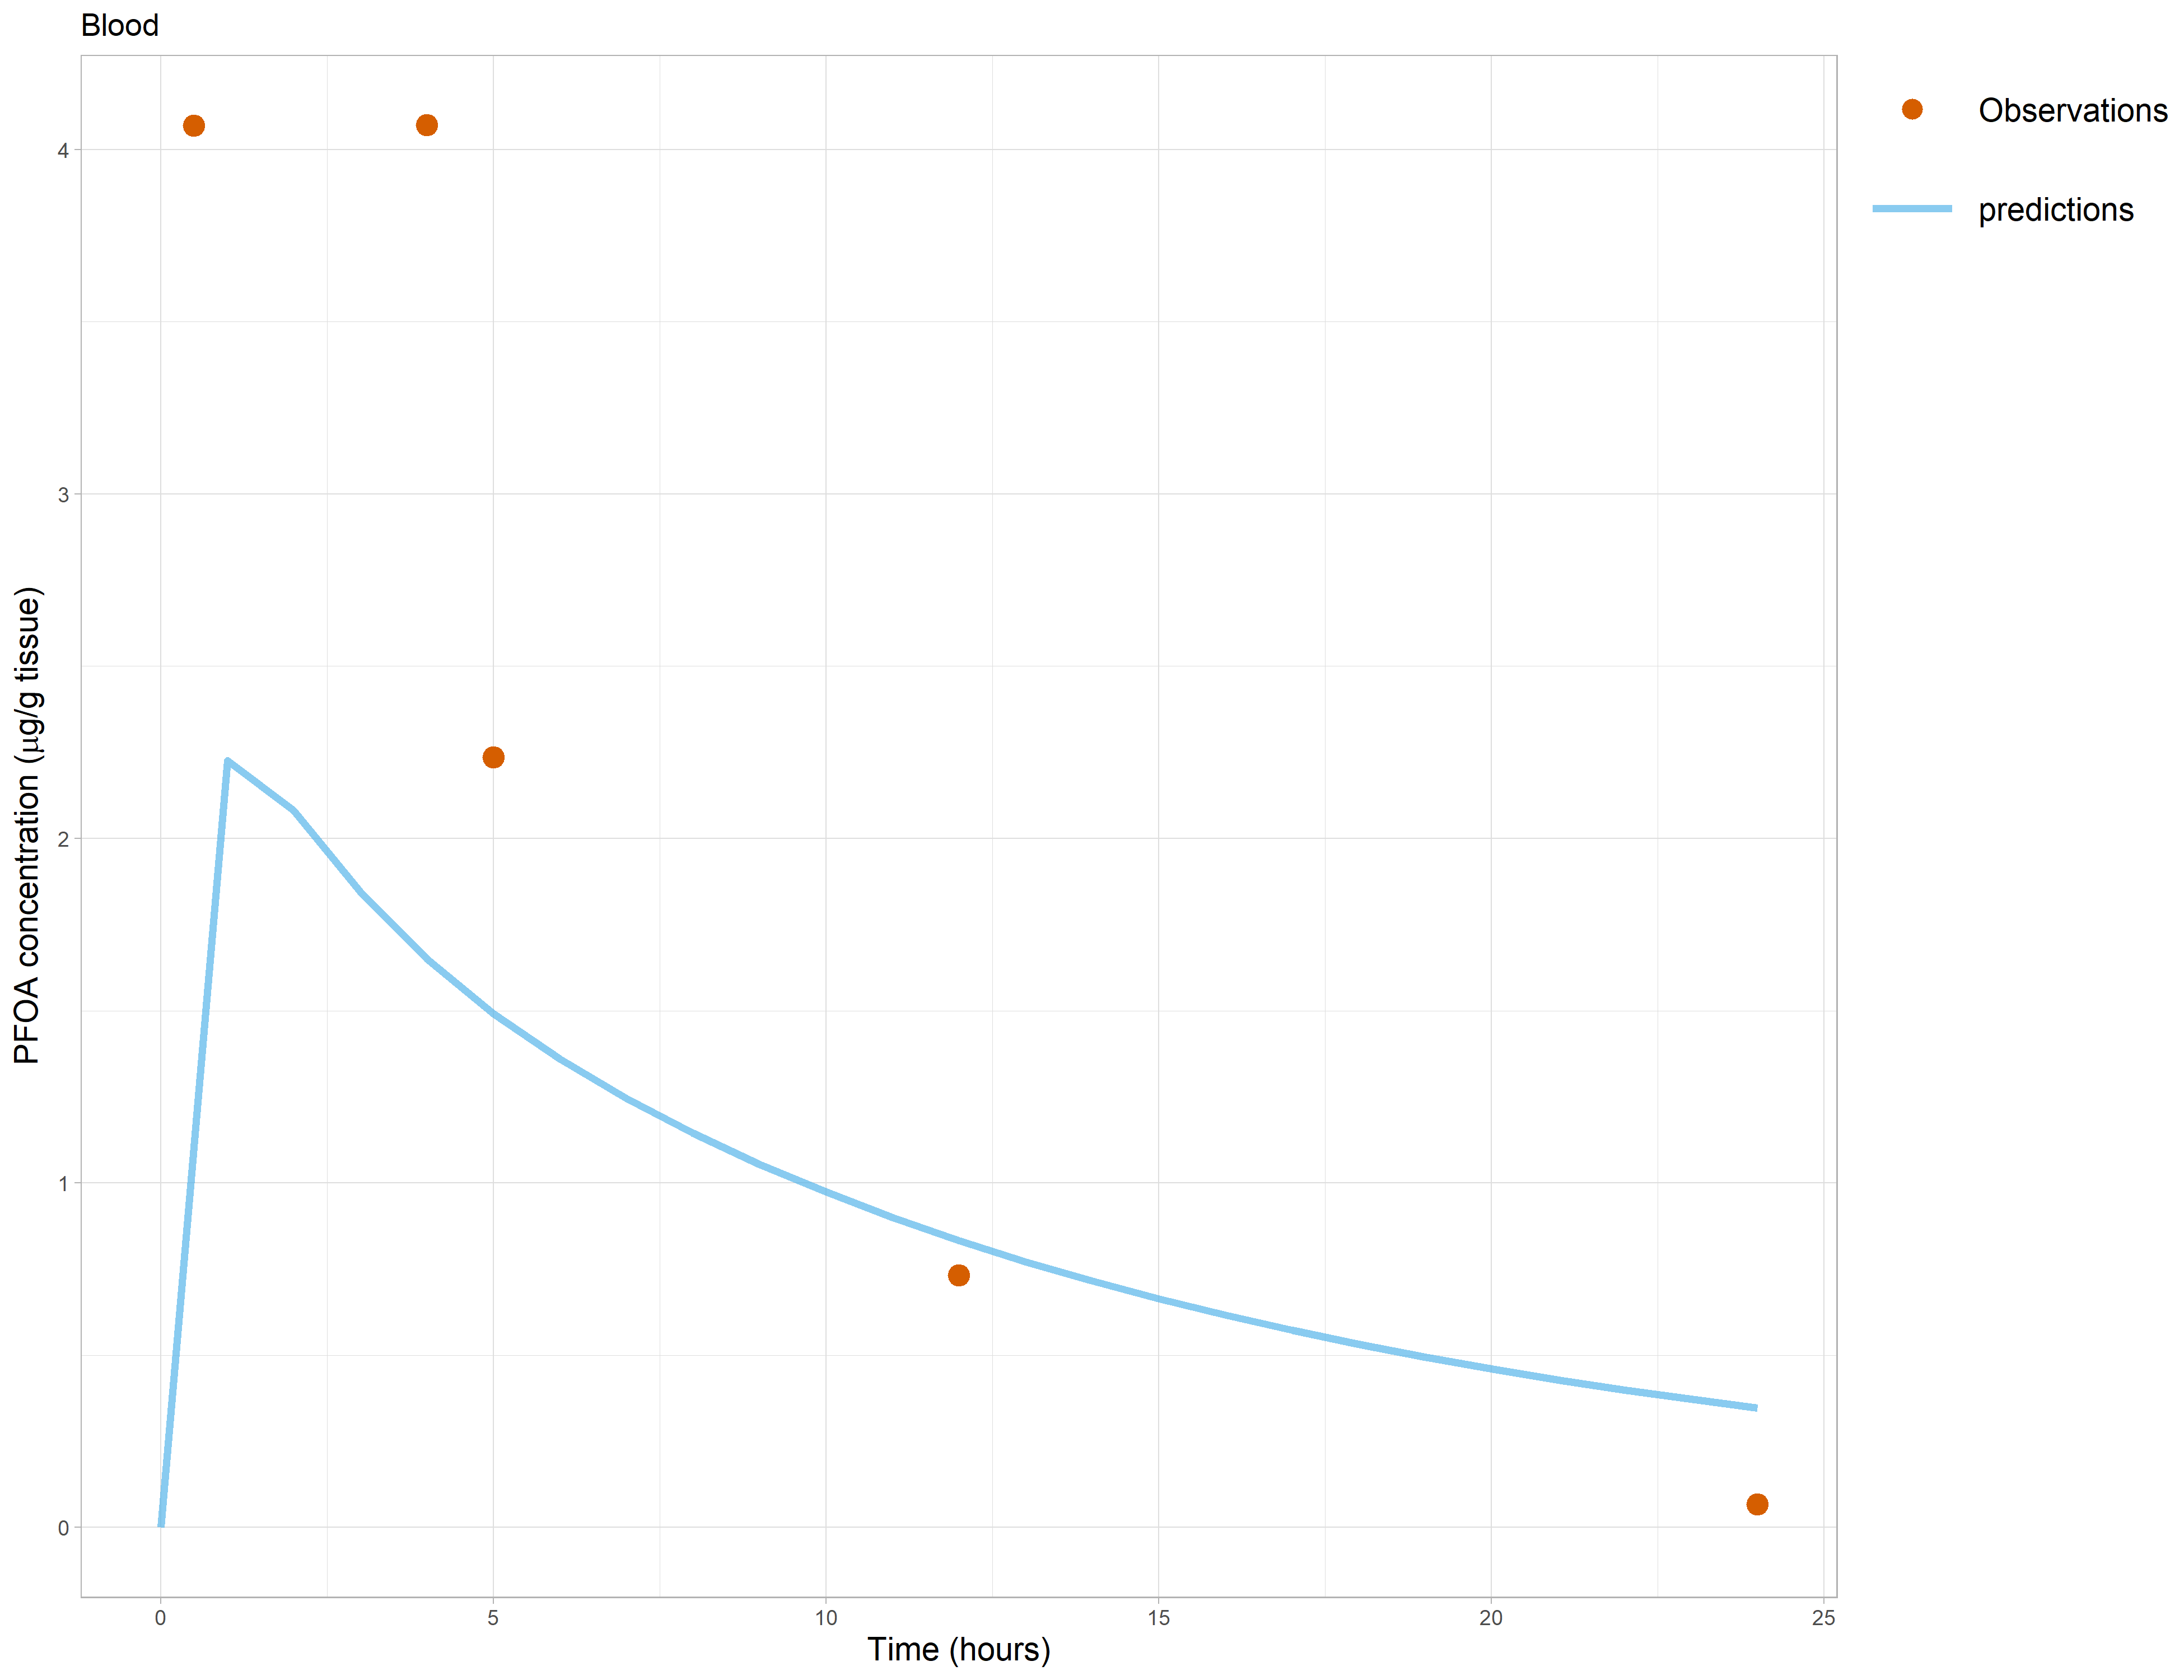 Blood
Observations
predictions
PFOA concentration (μg/g tissue)
4
3
2
1
0
0 5 10 15 20 25
Time (hours)